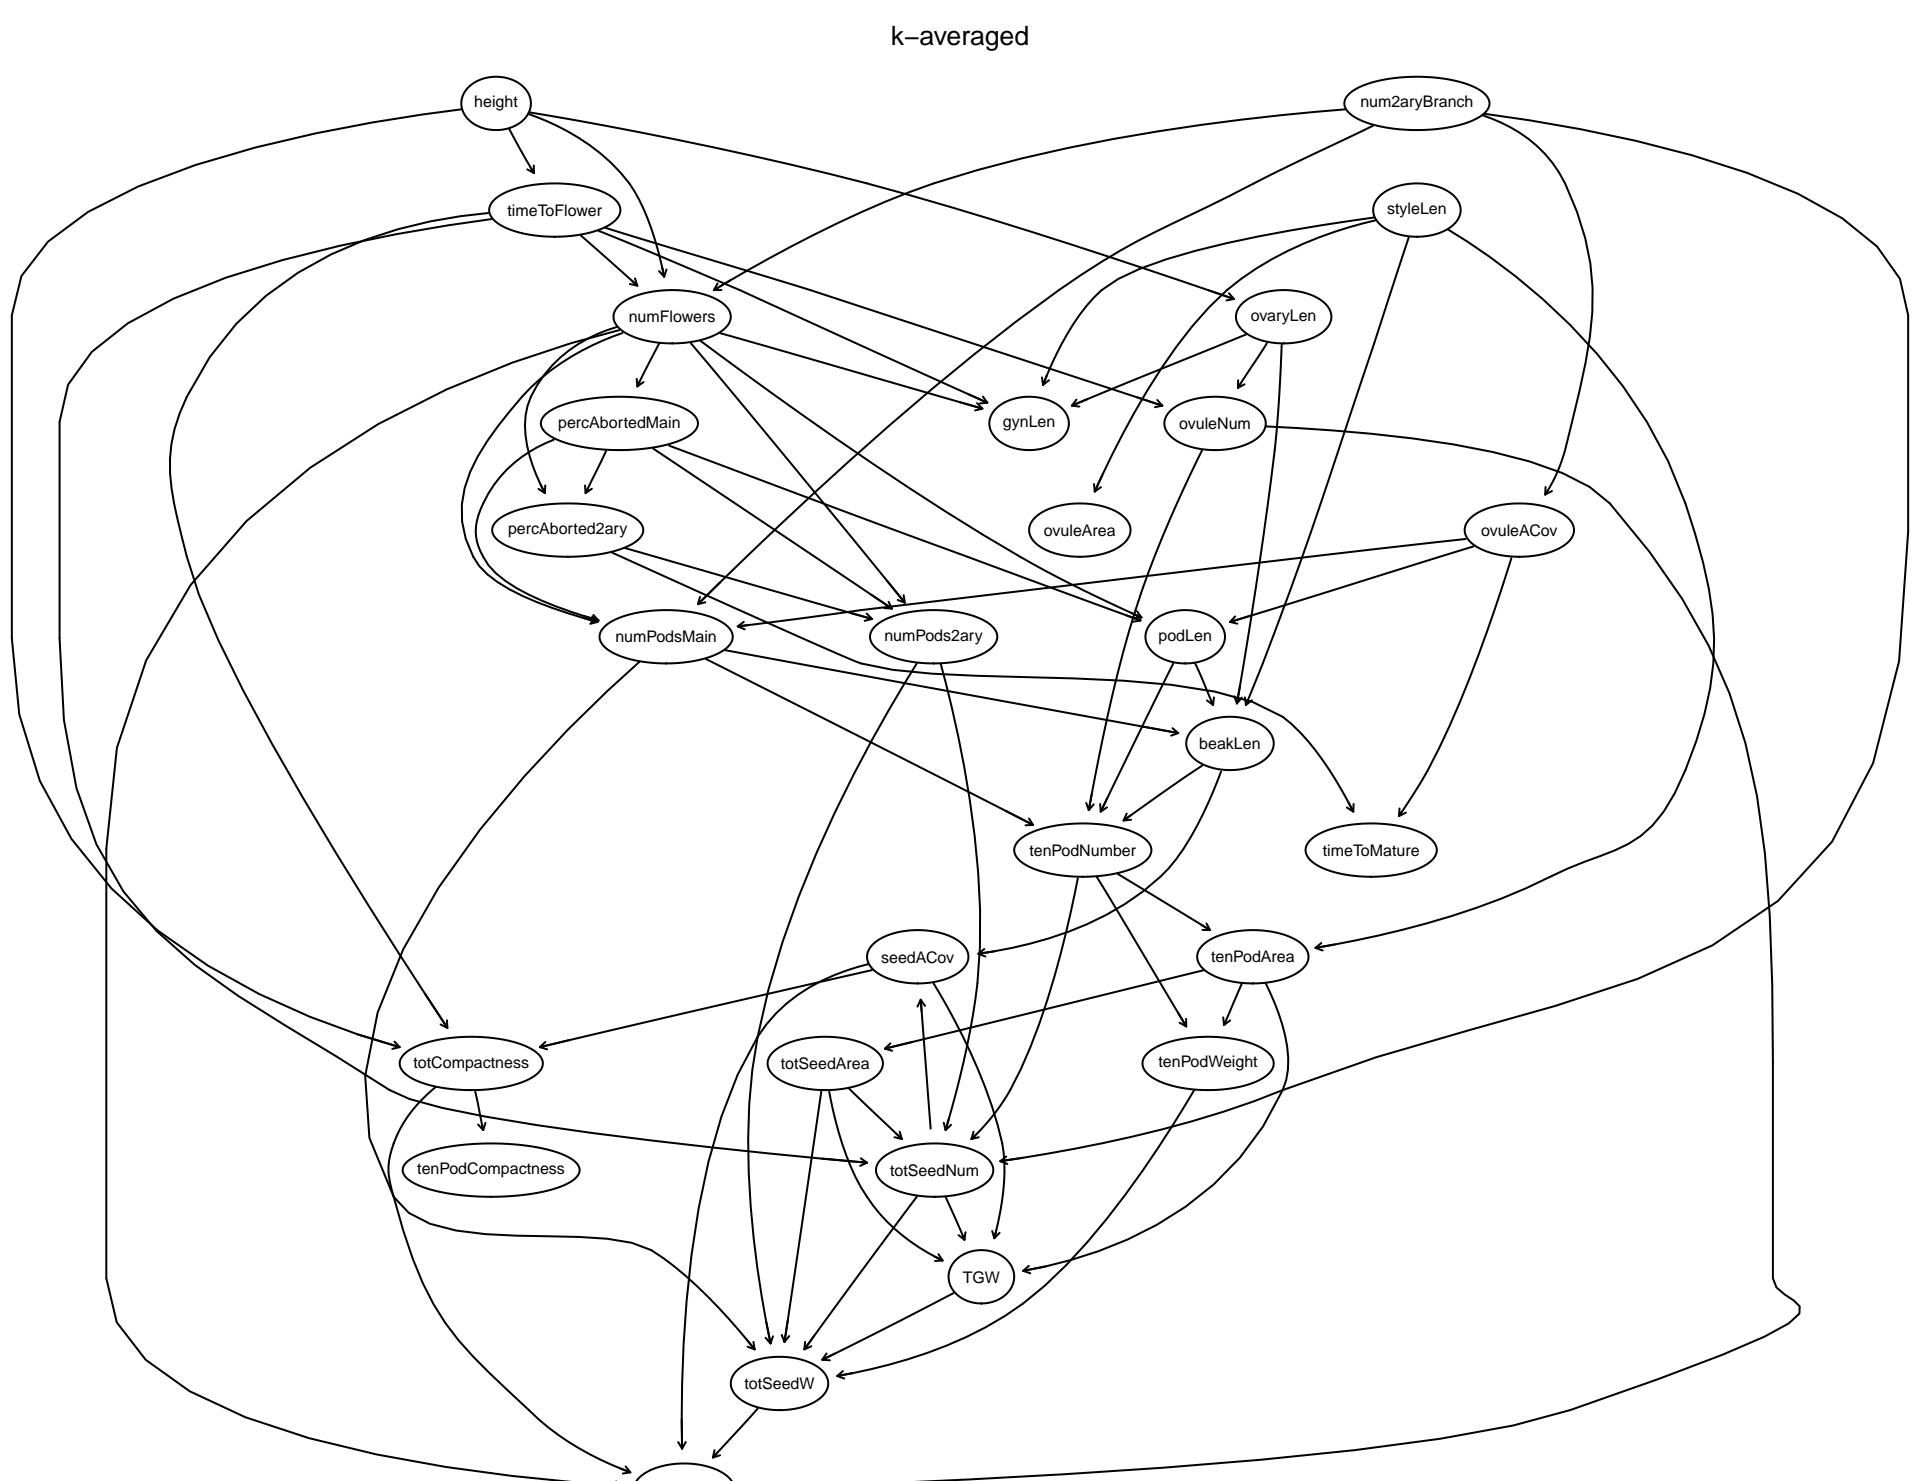 k−averaged
height
num2aryBranch
timeToFlower
styleLen
numFlowers
ovaryLen
percAbortedMain
gynLen
ovuleNum
percAborted2ary
ovuleArea
ovuleACov
numPodsMain
numPods2ary
podLen
beakLen
tenPodNumber
timeToMature
seedACov
tenPodArea
totCompactness
totSeedArea
tenPodWeight
tenPodCompactness
totSeedNum
TGW
totSeedW